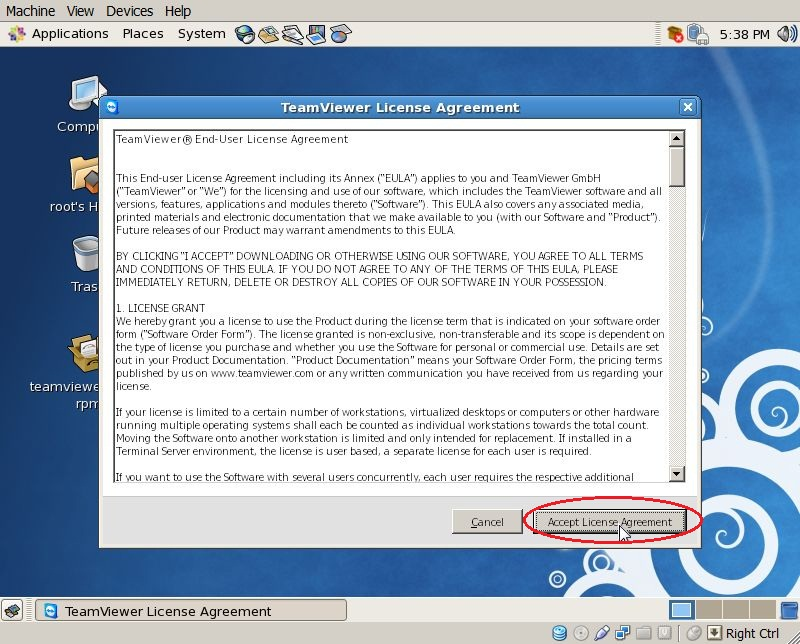 Machine View Devices Help
Applications Places System
5:38 PM
Compu
root's H
Tras
teamviewe
rpm
TeamViewer License Agreement
TeamViewer® End-User License Agreement
This End-user License Agreement including its Annex ("EULA") applies to you and TeamViewer GmbH
("TeamViewer" or "We") for the licensing and use of our software, which includes the TeamViewer software and all
versions, features, applications and modules thereto ("Software"). This EULA also covers any associated media,
printed materials and electronic documentation that we make available to you (with our Software and "Product").
Future releases of our Product may warrant amendments to this EULA.
BY CLICKING "I ACCEPT" DOWNLOADING OR OTHERWISE USING OUR SOFTWARE, YOU AGREE TO ALL TERMS
AND CONDITIONS OF THIS EULA. IF YOU DO NOT AGREE TO ANY OF THE TERMS OF THIS EULA, PLEASE
IMMEDIATELY RETURN, DELETE OR DESTROY ALL COPIES OF OUR SOFTWARE IN YOUR POSSESSION.
1. LICENSE GRANT
We hereby grant you a license to use the Product during the license term that is indicated on your software order
form ("Software Order Form"). The license granted is non-exclusive, non-transferable and its scope is dependent on
the type of license you purchase and whether you use the Software for personal or commercial use. Details are set
out in your Product Documentation. "Product Documentation" means your Software Order Form, the pricing terms
published by us on www.teamviewer.com or any written communication you have received from us regarding your
license.
If your license is limited to a certain number of workstations, virtualized desktops or computers or other hardware
running multiple operating systems shall each be counted as individual workstations towards the total count.
Moving the Software onto another workstation is limited and only intended for replacement. If installed in a
Terminal Server environment, the license is user based, a separate license for each user is required.
If you want to use the Software with several users concurrently, each user requires the respective additional
Cancel
Accept License Agreement
TeamViewer License Agreement
Right Ctrl